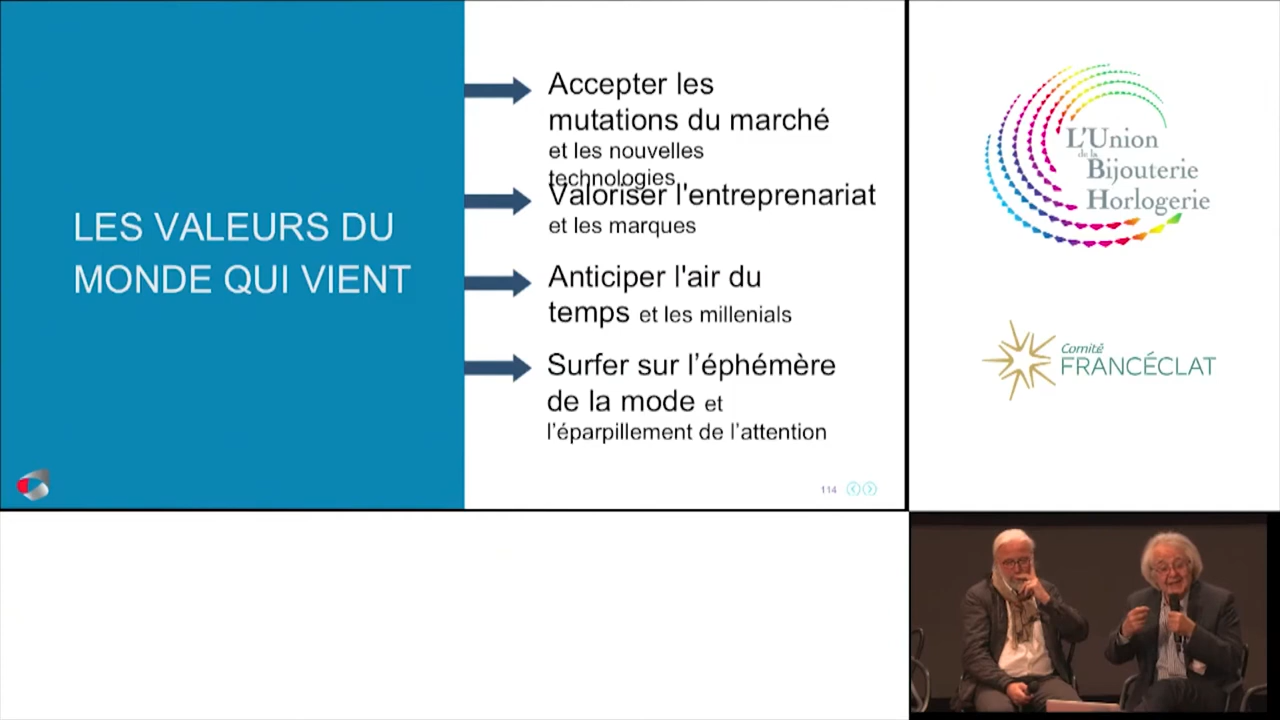 LES VALEURS DU
MONDE QUI VIENT
Accepter les
mutations du marché
et les nouvelles
technologies
Valoriser l'entreprenariat
et les marques
Anticiper l'air du
temps et les millenials
Surfer sur l’éphémère
de la mode et
l’éparpillement de l’attention
114
L'Union
de la
Bijouterie
Horlogerie
Comité
FRANCÉCLAT